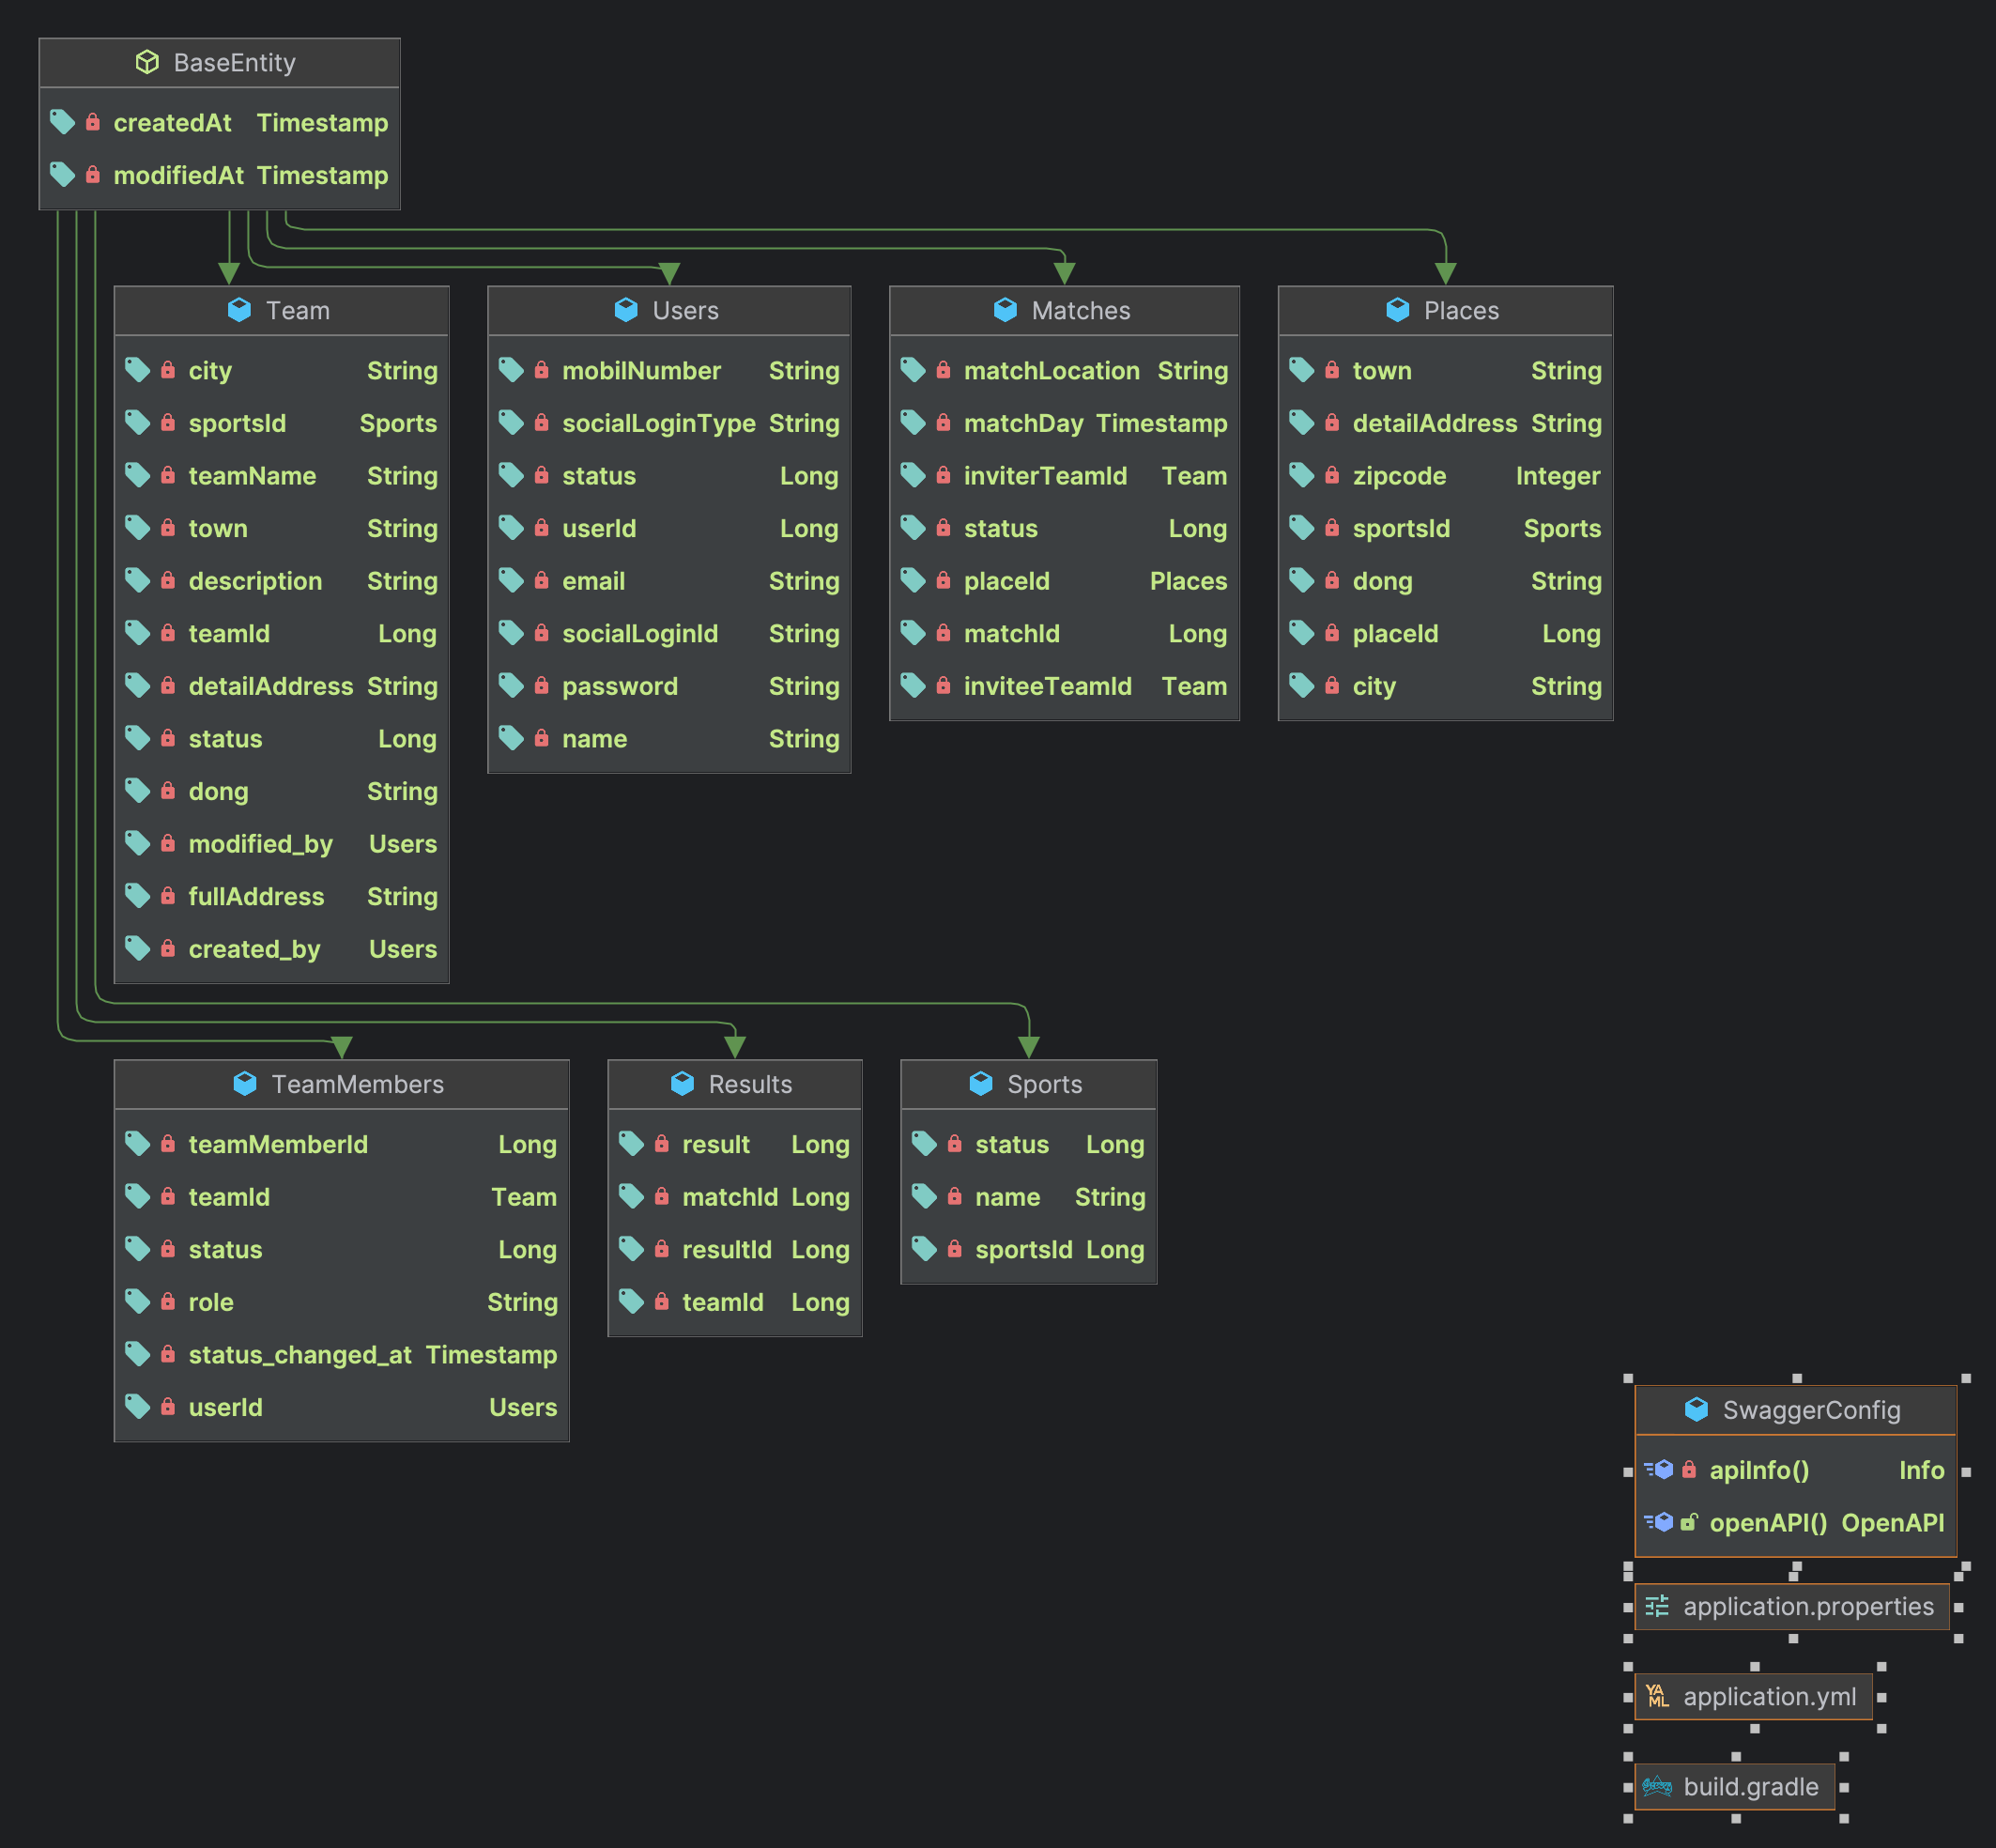 BaseEntity
createdAt Timestamp
modifiedAt Timestamp
Team
city String
sportsId Sports
teamName String
town String
description String
teamId Long
detailAddress String
status Long
dong String
modified_by Users
fullAddress String
created_by Users
Users
mobilNumber String
socialLoginType String
status Long
userId Long
email String
socialLoginId String
password String
name String
Matches
matchLocation String
matchDay Timestamp
inviterTeamId Team
status Long
placeId Places
matchId Long
inviteeTeamId Team
Places
town String
detailAddress String
zipcode Integer
sportsId Sports
dong String
placeId Long
city String
TeamMembers
teamMemberId Long
teamId Team
status Long
role String
status_changed_at Timestamp
userId Users
Results
result Long
matchId Long
resultId Long
teamId Long
Sports
status Long
name String
sportsId Long
SwaggerConfig
apiInfo() Info
openAPI() OpenAPI
application.properties
YA
ML
application.yml
build.gradle